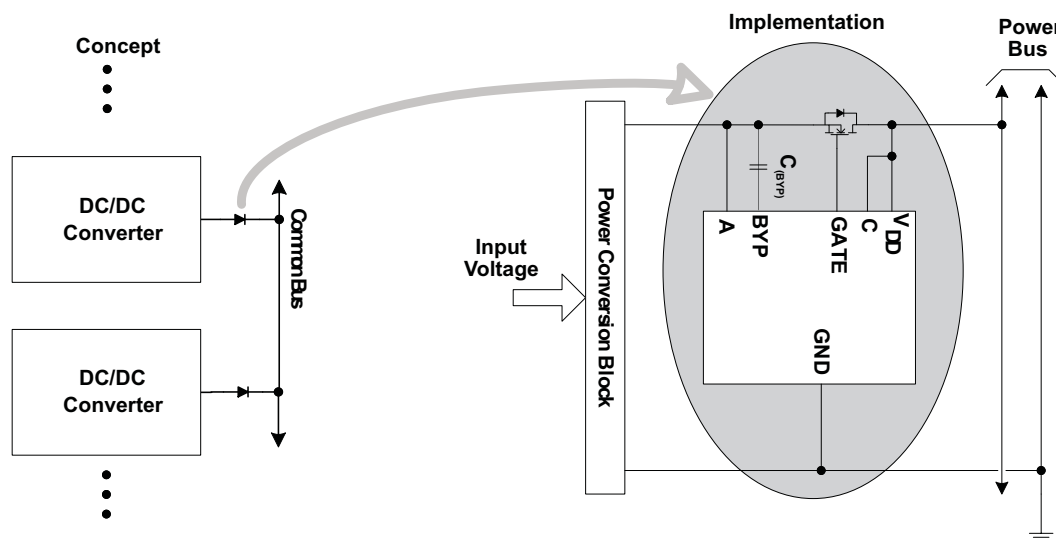 Concept
DC/DC
Converter
DC/DC
Converter
Common Bus
Implementation
Power
Bus
Input
Voltage
Power Conversion Block
C(BYP)
A
BYP
GATE
C
VDD
GND